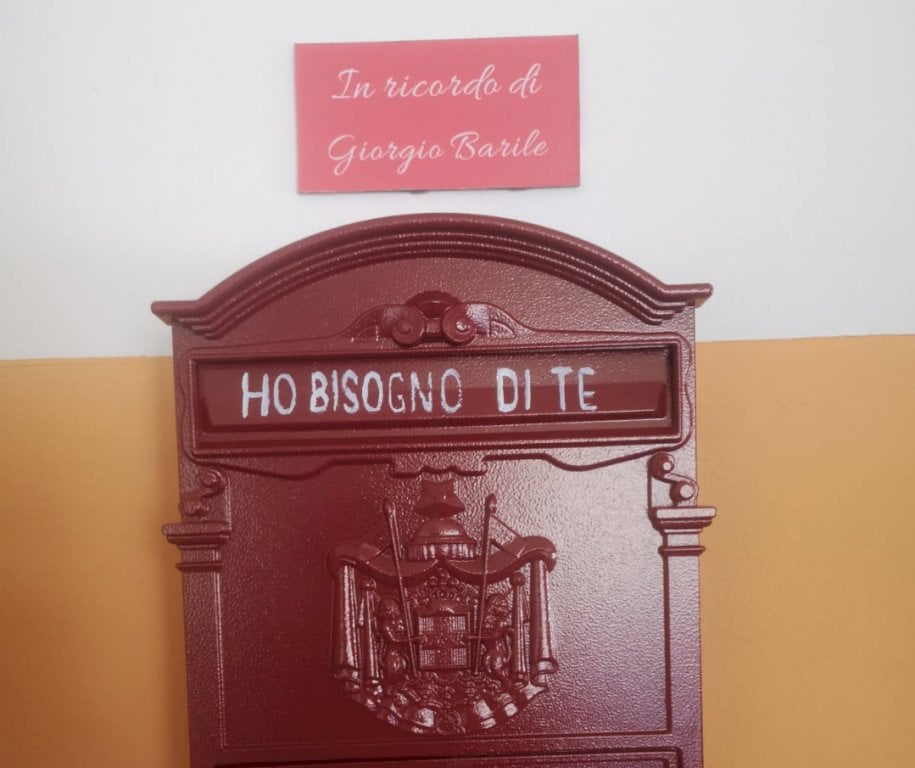 In ricordo di
Giorgio Barile
HO BISOGNO DI TE